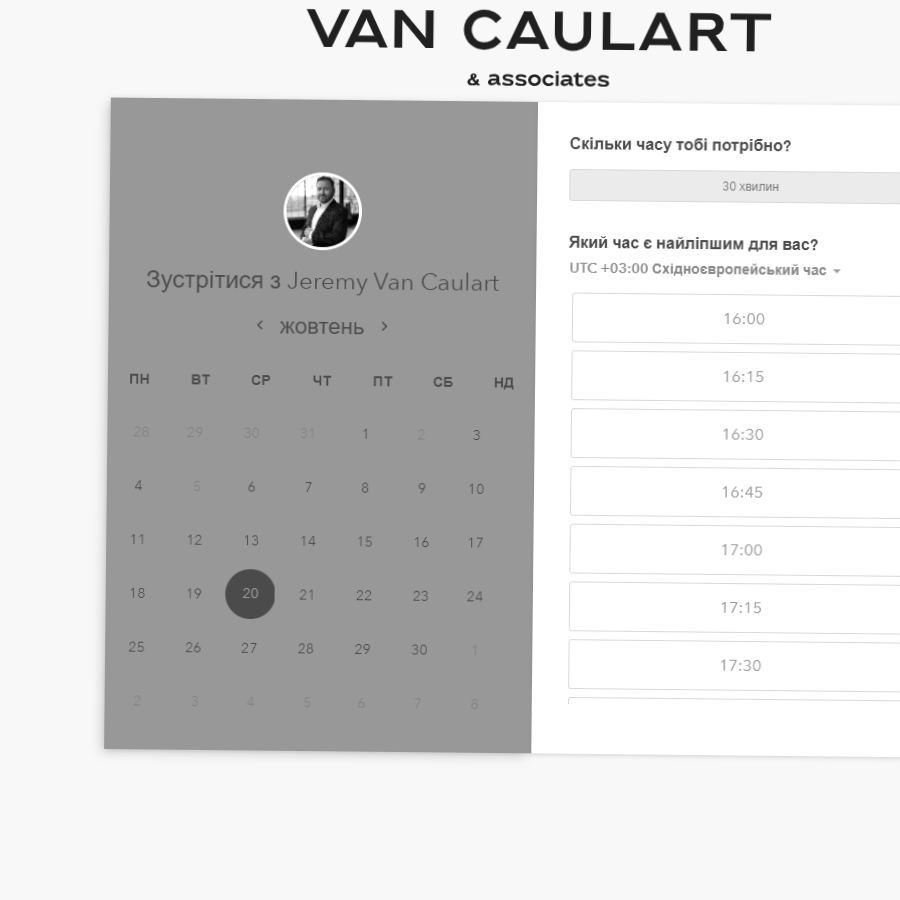 VAN CAULART
& associates
Зустрітися з Jeremy Van Caulart
‹ жовтень ›
ПН ВТ СР ЧТ ПТ СБ НД
28 29 30 31 1 2 3
4 5 6 7 8 9 10
11 12 13 14 15 16 17
18 19 20 21 22 23 24
25 26 27 28 29 30 1
2 3 4 5 6 7 8
Скільки часу тобі потрібно?
30 хвилин
Який час є найліпшим для вас?
UTC +03:00 Східноєвропейський час
16:00
16:15
16:30
16:45
17:00
17:15
17:30